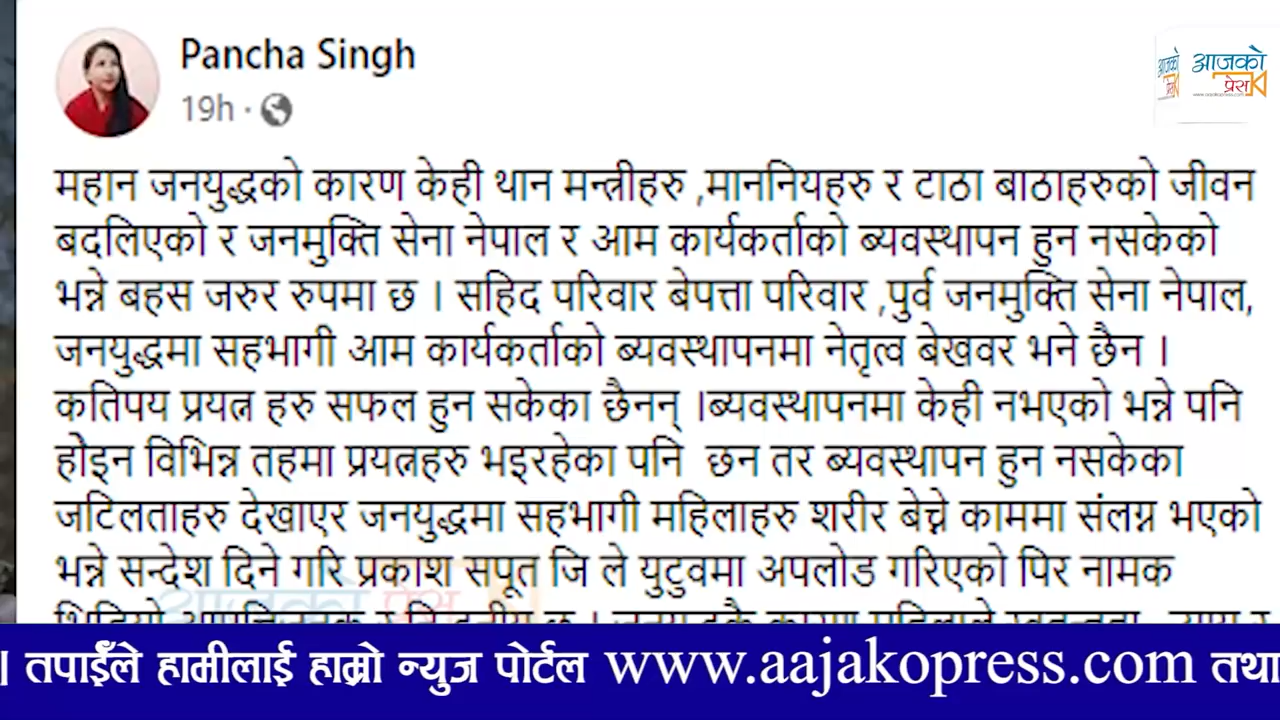 Pancha Singh
19h
आजको
प्रेस
www.aajakopress.com
महान जनयुद्धको कारण केही थान मन्त्रीहरु ,माननियहरु र टाठा बाठाहरुको जीवन
बदलिएको र जनमुक्ति सेना नेपाल र आम कार्यकर्ताको ब्यवस्थापन हुन नसकेको
भन्ने बहस जरुर रुपमा छ । सहिद परिवार बेपत्ता परिवार ,पुर्व जनमुक्ति सेना नेपाल,
जनयुद्धमा सहभागी आम कार्यकर्ताको ब्यवस्थापनमा नेतृत्व बेखवर भने छैन ।
कतिपय प्रयत्न हरु सफल हुन सकेका छैनन् ।ब्यवस्थापनमा केही नभएको भन्ने पनि
होेइन विभिन्न तहमा प्रयत्नहरु भइरहेका पनि छन तर ब्यवस्थापन हुन नसकेका
जटिलताहरु देखाएर जनयुद्धमा सहभागी महिलाहरु शरीर बेच्ने काममा संलग्न भएको
भन्ने सन्देश दिने गरि प्रकाश सपूत जि ले युटुवमा अपलोड गरिएको पिर नामक
। तपाईँले हामीलाई हाम्रो न्युज पोर्टल www.aajakopress.com तथा